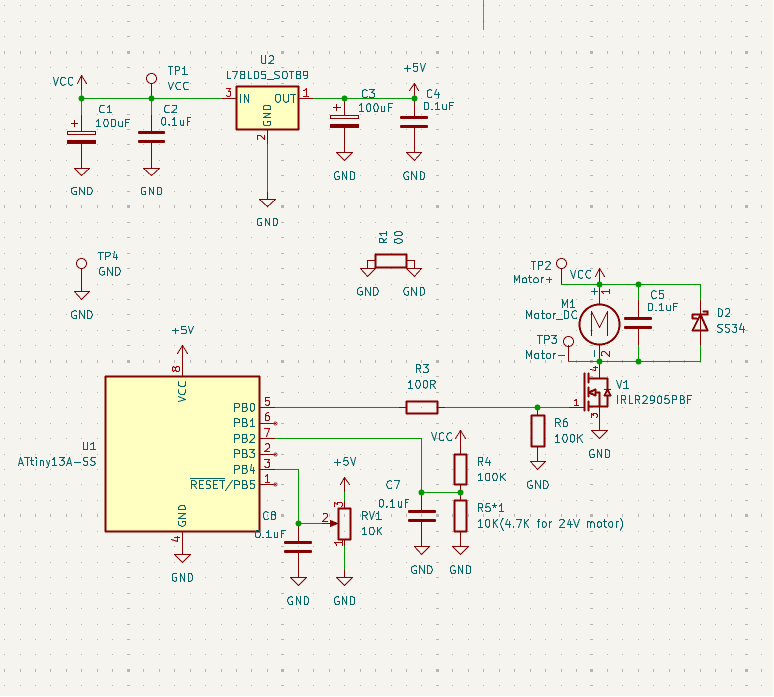 U2
L78L05_SOT89
VCC
TP1
VCC
+5V
3
IN
OUT
1
GND
2
C1
100uF
C2
0.1uF
C3
100uF
C4
0.1uF
+
+
GND
GND
GND
GND
GND
TP4
GND
GND
R1
00
GND
GND
TP2
Motor+
VCC
+
1
M1
Motor_DC
M
C5
0.1uF
D2
SS34
TP3
Motor-
-
2
4
V1
IRLR2905PBF
1
3
GND
+5V
8
VCC
U1
ATtiny13A-SS
PB0
5
PB1
6
PB2
7
PB3
2
PB4
3
RESET/PB5
1
GND
4
GND
R3
100R
R6
100K
GND
VCC
R4
100K
R5*1
10K(4.7K for 24V motor)
C7
0.1uF
GND
GND
+5V
3
2
RV1
10K
1
C8
0.1uF
GND
GND